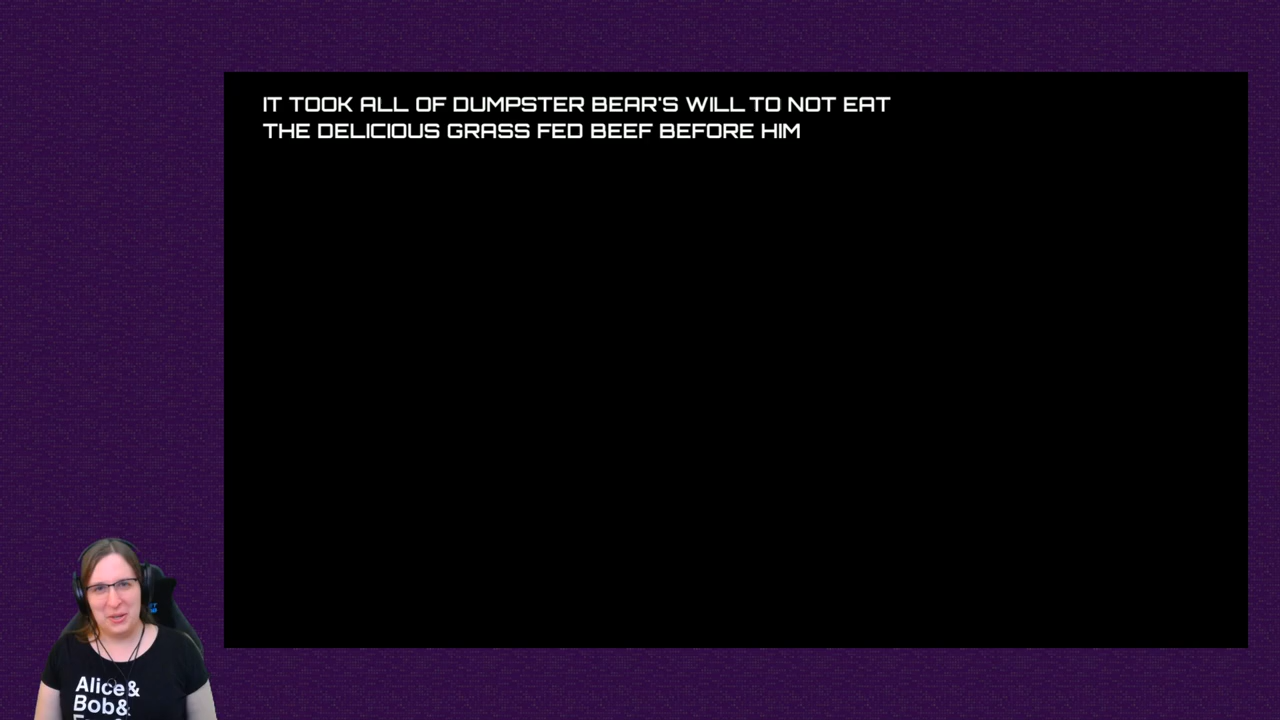 IT TOOK ALL OF DUMPSTER BEAR'S WILL TO NOT EAT
THE DELICIOUS GRASS FED BEEF BEFORE HIM
Alice&
Bob&